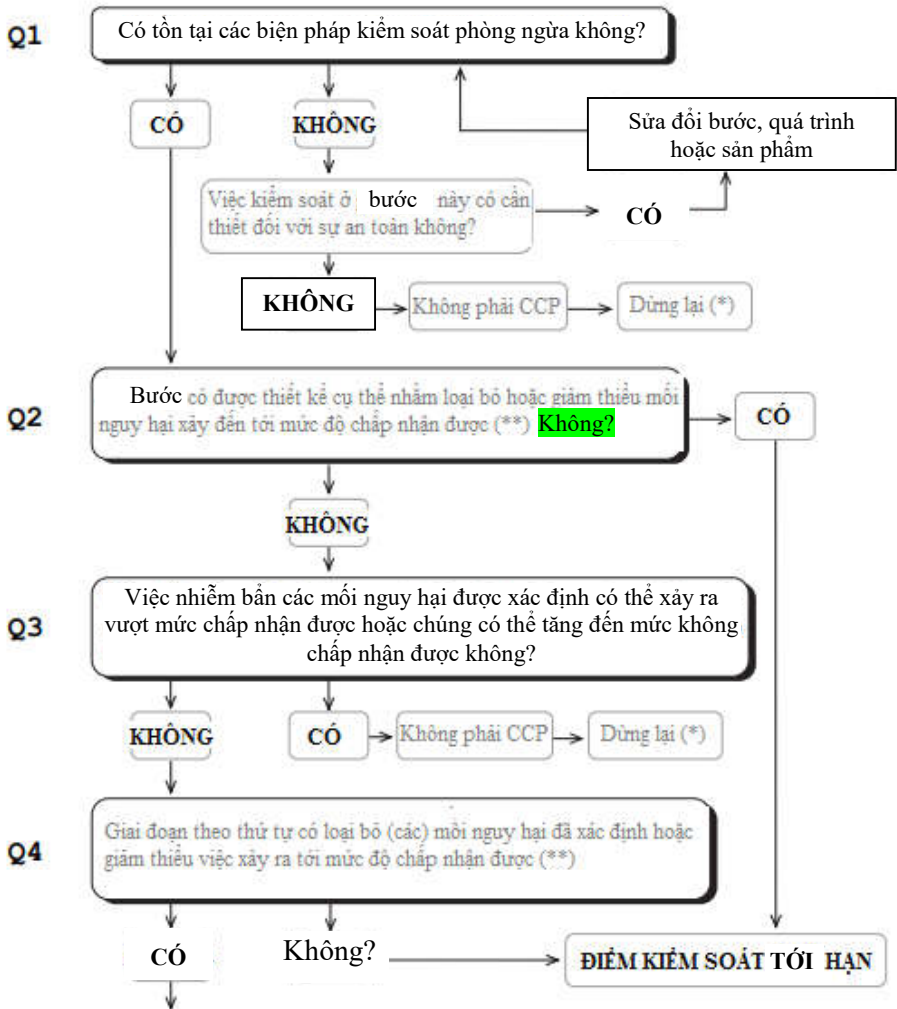 Q1
Có tồn tại các biện pháp kiểm soát phòng ngừa không?
CÓ
KHÔNG
Sửa đổi bước, quá trình
hoặc sản phẩm
Việc kiểm soát ở bước này có cần
thiết đối với sự an toàn không?
CÓ
KHÔNG
Không phải CCP
Dừng lại (*)
Q2
Bước có được thiết kế cụ thể nhằm loại bỏ hoặc giảm thiểu mối
nguy hại xảy đến tới mức độ chấp nhận được (**) Không?
CÓ
KHÔNG
Q3
Việc nhiễm bẩn các mối nguy hại được xác định có thể xảy ra
vượt mức chấp nhận được hoặc chúng có thể tăng đến mức không
chấp nhận được không?
KHÔNG
CÓ
Không phải CCP
Dừng lại (*)
Q4
Giai đoạn theo thứ tự có loại bỏ (các) mối nguy hại đã xác định hoặc
giảm thiểu việc xảy ra tới mức độ chấp nhận được (**)
CÓ
Không?
ĐIỂM KIỂM SOÁT TỚI HẠN